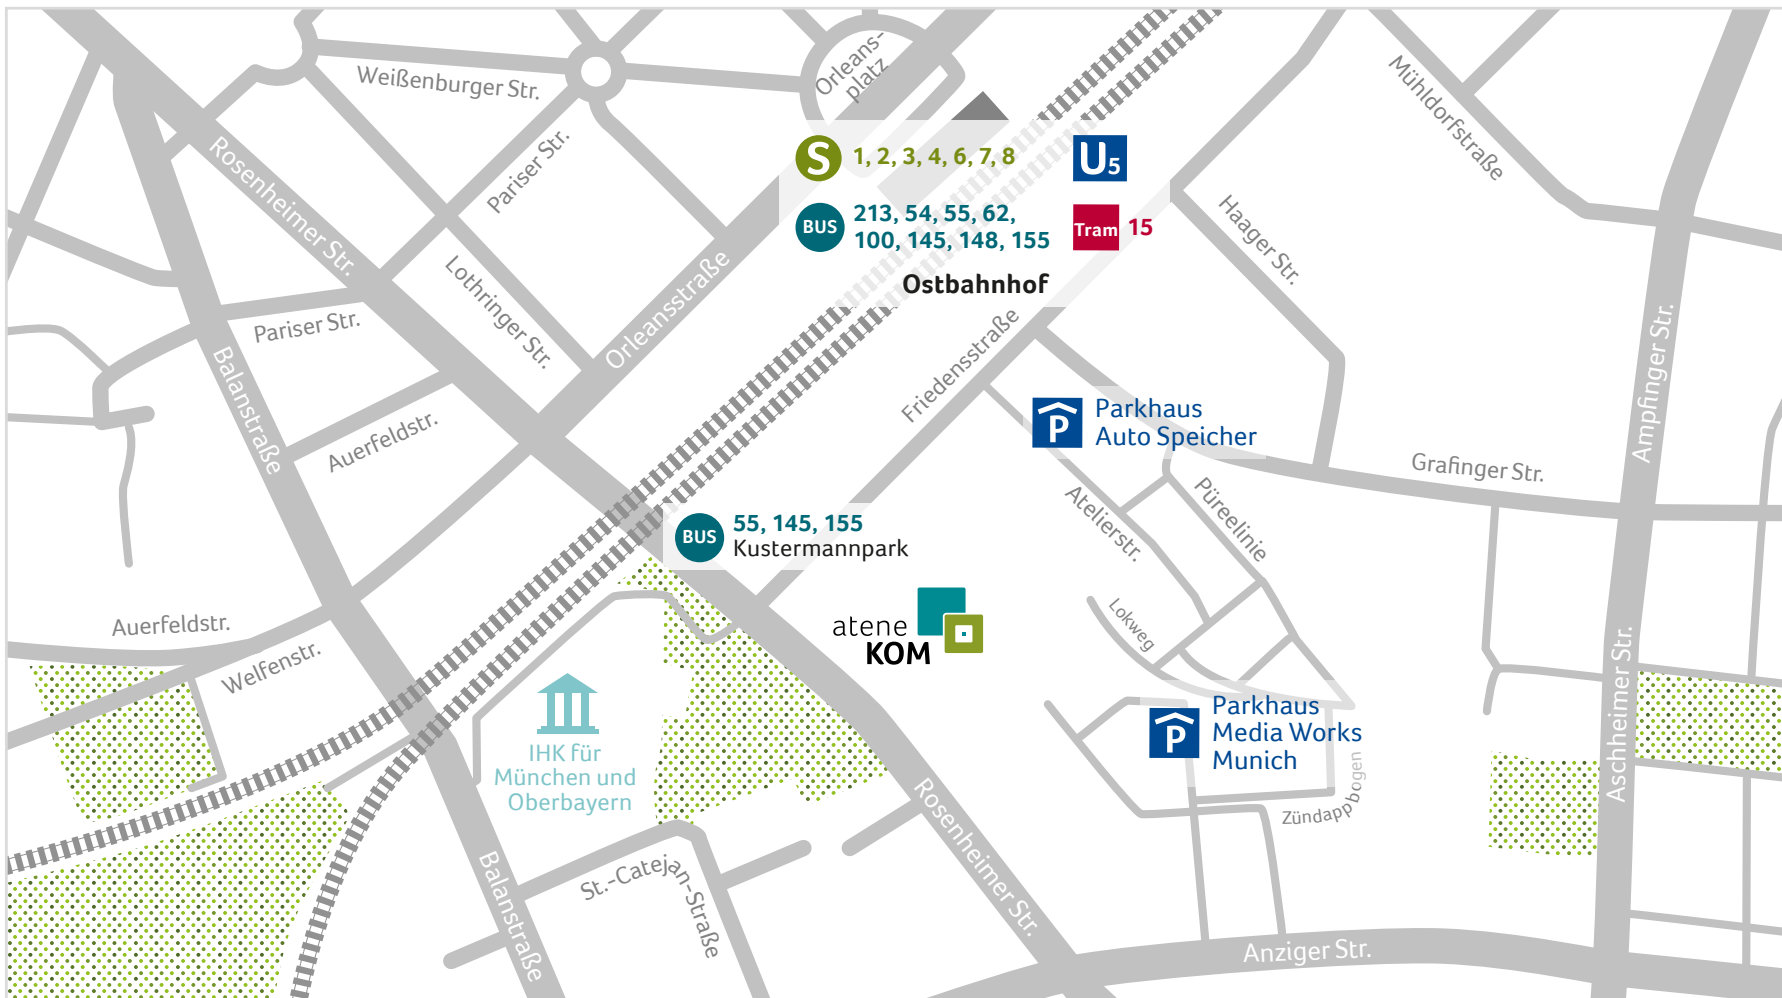 Orleans-
platz
Weißenburger Str.
Mühldorfstraße
Pariser Str.
Rosenheimer Str.
S 1, 2, 3, 4, 6, 7, 8
U5
BUS 213, 54, 55, 62,
100, 145, 148, 155
Tram 15
Ostbahnhof
Haager Str.
Lothringer Str.
Orleansstraße
Pariser Str.
Balanstraße
Friedensstraße
Ampfinger Str.
Auerfeldstr.
P Parkhaus
Auto Speicher
Grafinger Str.
Atelierstr.
Püreelinie
BUS 55, 145, 155
Kustermannpark
Auerfeldstr.
Welfenstr.
atene
KOM
Lokweg
Aschheimer Str.
IHK für
München und
Oberbayern
P Parkhaus
Media Works
Munich
Zündappbogen
Rosenheimer Str.
Balanstraße
St.-Catejan-Straße
Anziger Str.